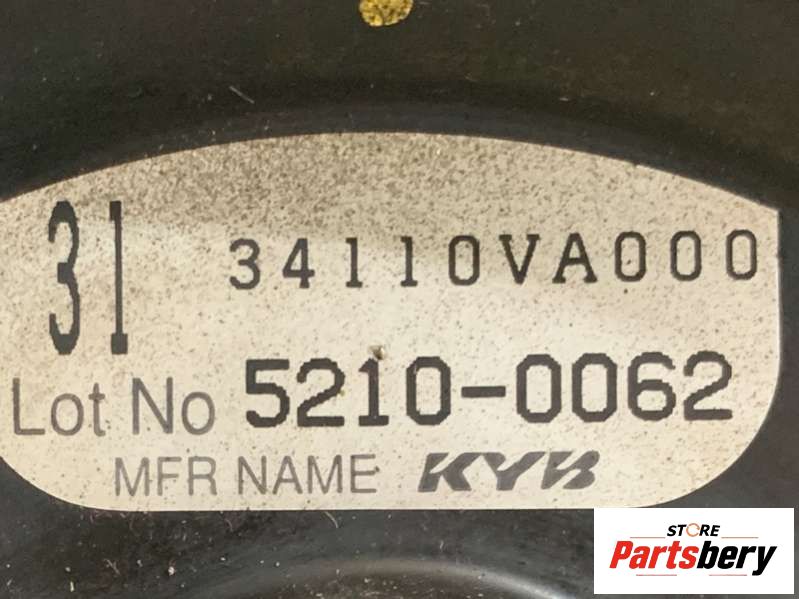 31 34110VA000
Lot No 5210-0062
MFR NAME KYB
STORE
Partsbery